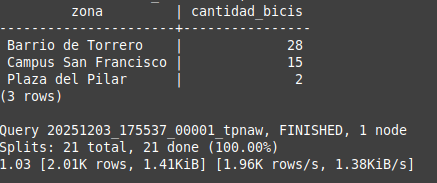 zona | cantidad_bicis
----------------------+----------------
Barrio de Torrero | 28
Campus San Francisco | 15
Plaza del Pilar | 2
(3 rows)
Query 20251203_175537_00001_tpnaw, FINISHED, 1 node
Splits: 21 total, 21 done (100.00%)
1.03 [2.01K rows, 1.41KiB] [1.96K rows/s, 1.38KiB/s]